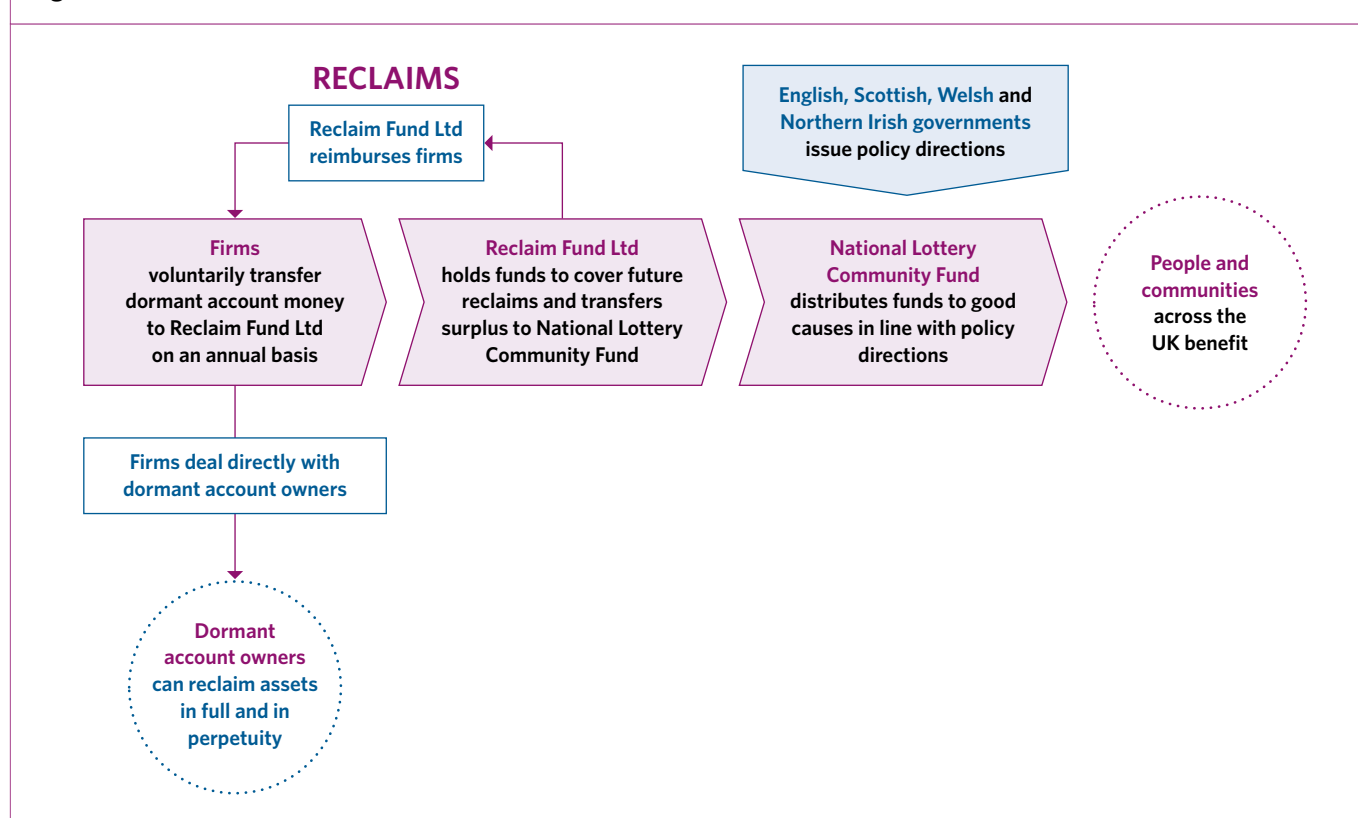 RECLAIMS
Reclaim Fund Ltd
reimburses firms
English, Scottish, Welsh and
Northern Irish governments
issue policy directions
Firms
voluntarily transfer
dormant account money
to Reclaim Fund Ltd
on an annual basis
Reclaim Fund Ltd
holds funds to cover future
reclaims and transfers
surplus to National Lottery
Community Fund
National Lottery
Community Fund
distributes funds to good
causes in line with policy
directions
People and
communities
across the
UK benefit
Firms deal directly with
dormant account owners
Dormant
account owners
can reclaim assets
in full and in
perpetuity